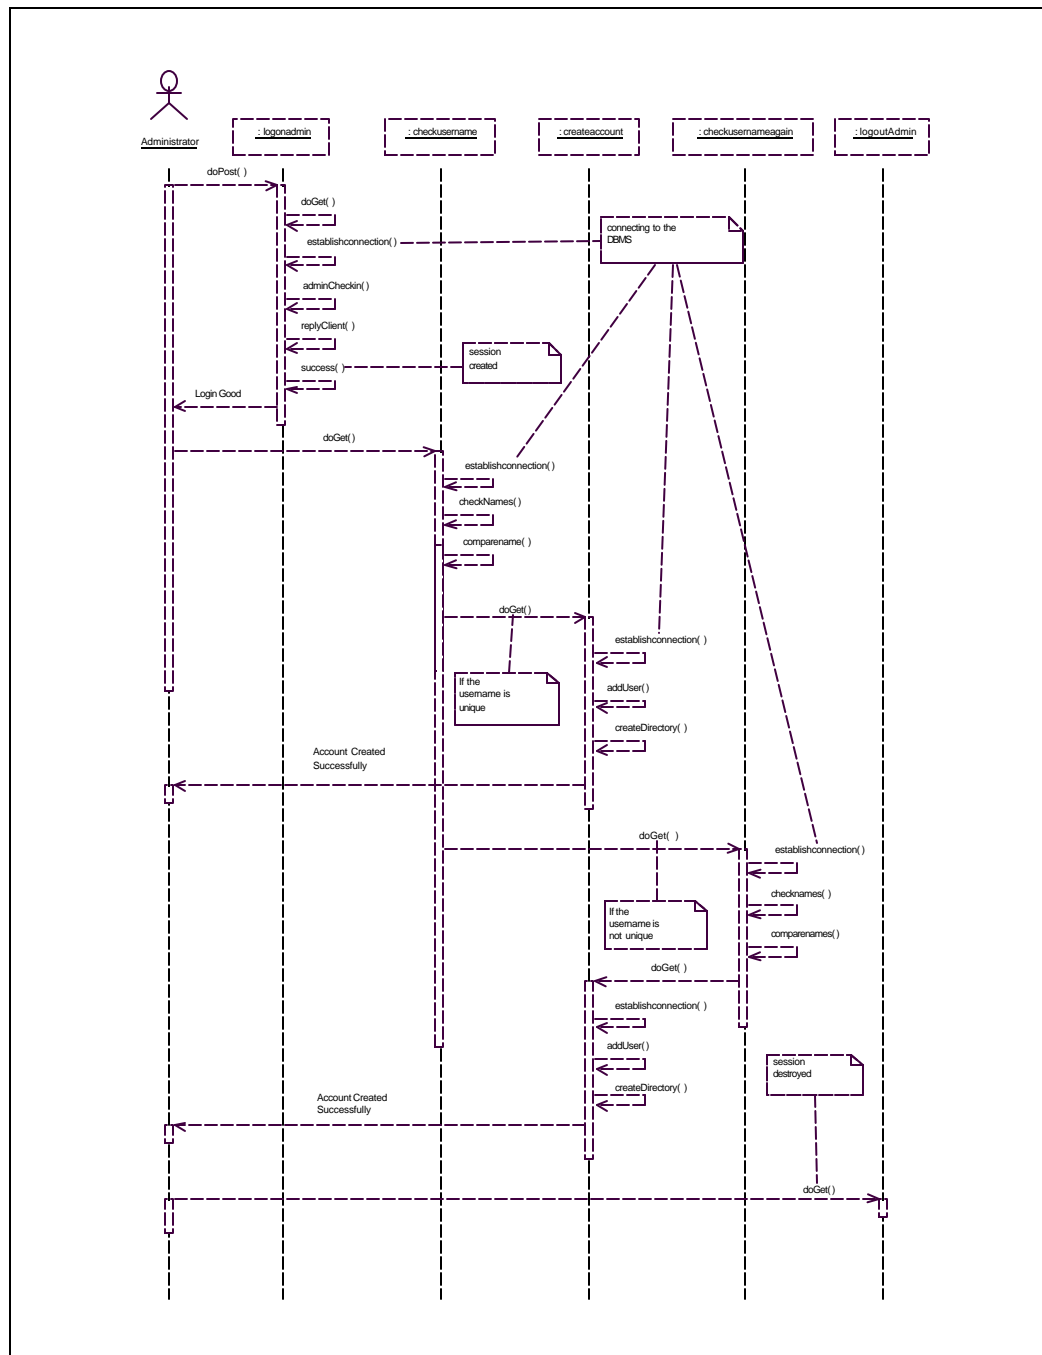 Administrator
: logonadmin
: checkusername
: createaccount
: checkusernameagain
: logoutAdmin
doPost( )
doGet( )
establishconnection( )
connecting to the
DBMS
adminCheckin( )
replyClient( )
success( )
session
created
Login Good
doGet( )
establishconnection( )
checkNames( )
comparename( )
doGet( )
establishconnection( )
If the
username is
unique
addUser( )
createDirectory( )
Account Created
Successfully
doGet( )
establishconnection( )
checknames( )
If the
username is
not unique
comparenames( )
doGet( )
establishconnection( )
addUser( )
session
destroyed
createDirectory( )
Account Created
Successfully
doGet( )